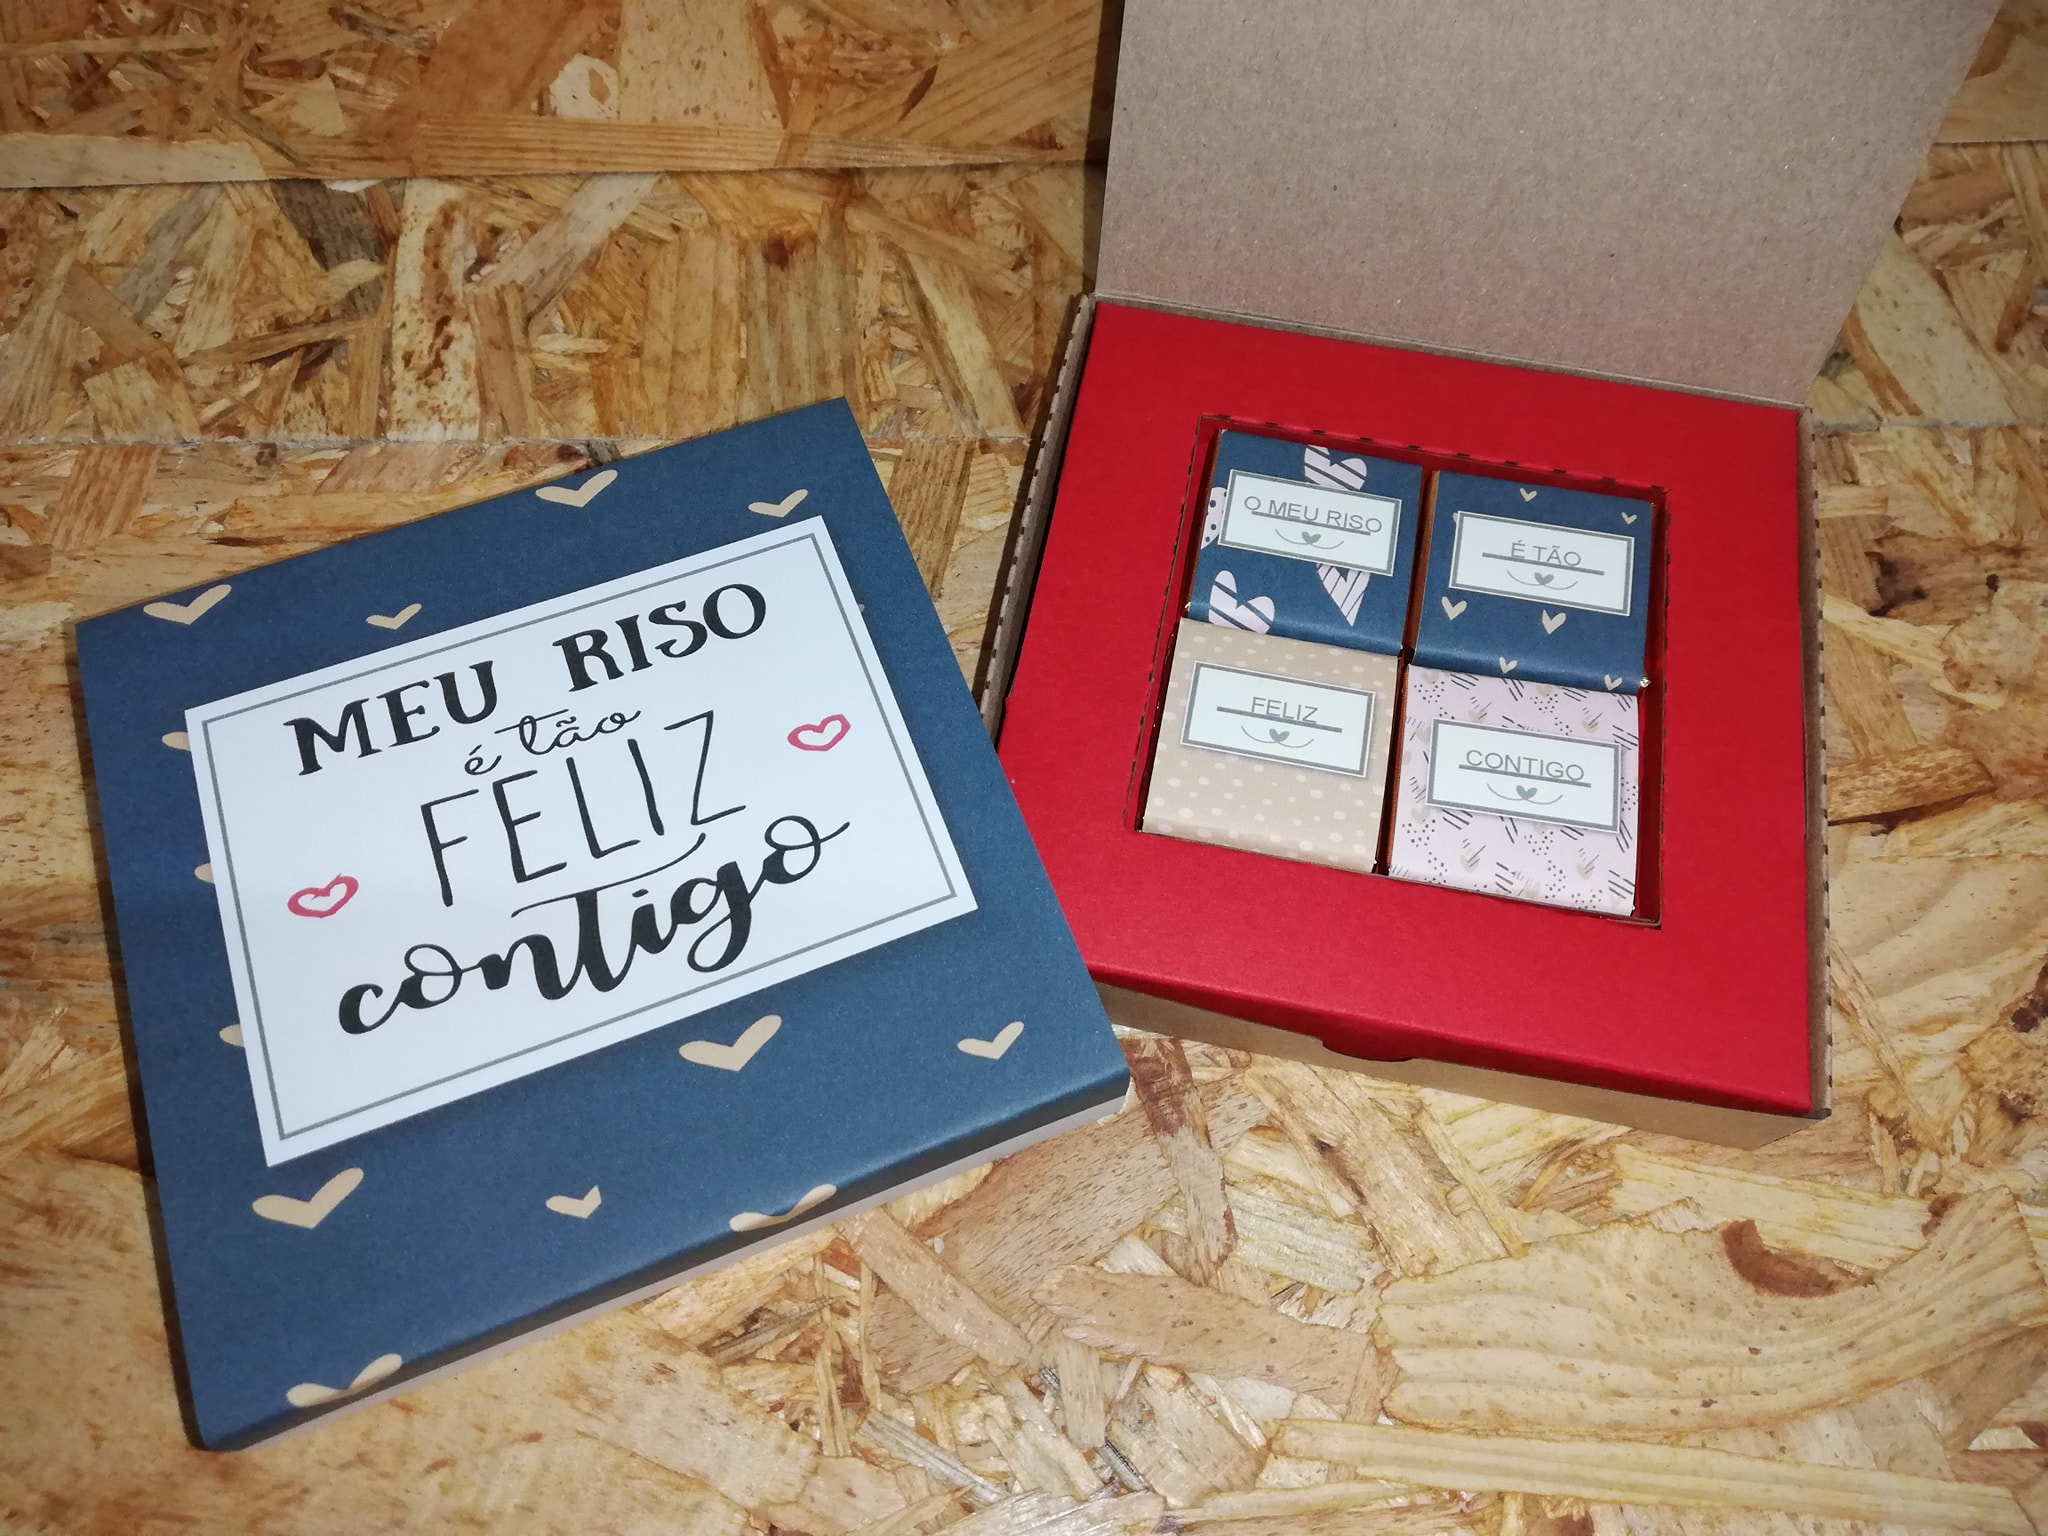 MEU RISO
é tão
FELIZ
contigo
O MEU RISO
É TÃO
FELIZ
CONTIGO